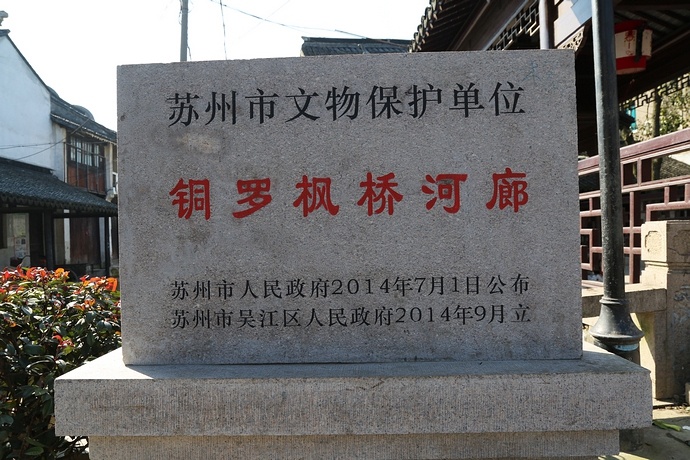 苏州市文物保护单位
铜罗枫桥河廊
苏州市人民政府2014年7月1日公布
苏州市吴江区人民政府2014年9月立